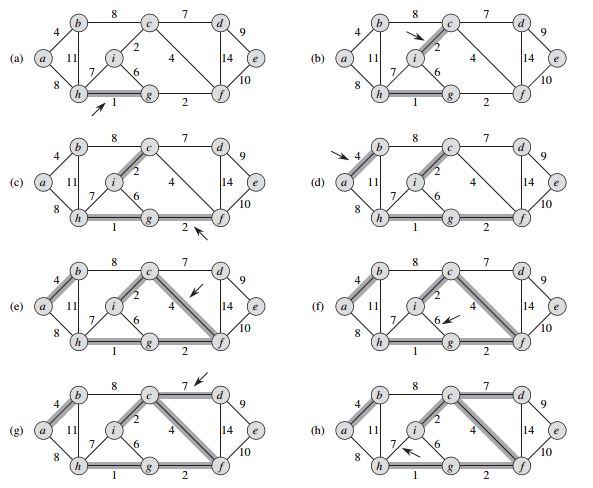 8 7
b c d
4 2 9
(a) a 11 i 4 14 e
8 7 6 10
h g f
1 2
8 7
b c d
4 2 9
(b) a 11 i 4 14 e
8 7 6 10
h g f
1 2
8 7
b c d
4 2 9
(c) a 11 i 4 14 e
8 7 6 10
h g f
1 2
8 7
b c d
4 2 9
(d) a 11 i 4 14 e
8 7 6 10
h g f
1 2
8 7
b c d
4 2 9
(e) a 11 i 4 14 e
8 7 6 10
h g f
1 2
8 7
b c d
4 2 9
(f) a 11 i 4 14 e
8 7 6 10
h g f
1 2
8 7
b c d
4 2 9
(g) a 11 i 4 14 e
8 7 6 10
h g f
1 2
8 7
b c d
4 2 9
(h) a 11 i 4 14 e
8 7 6 10
h g f
1 2